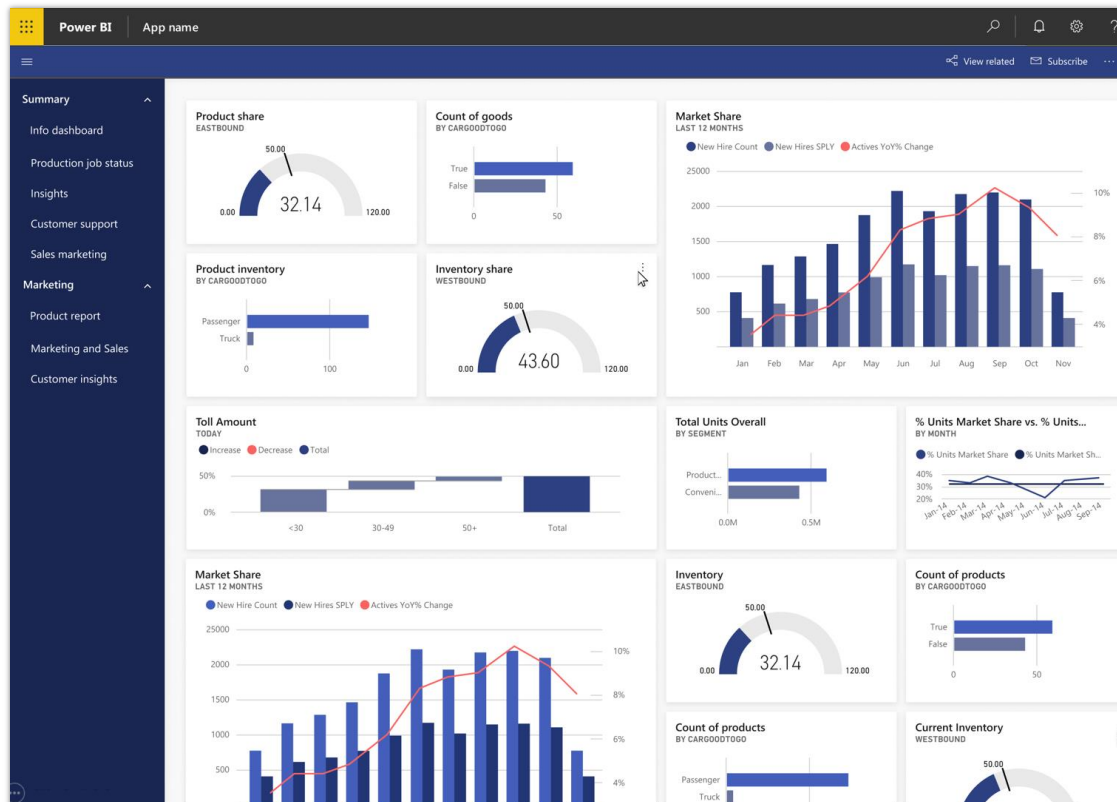 Power BI
App name
View related
Subscribe
Summary
Info dashboard
Production job status
Insights
Customer support
Sales marketing
Marketing
Product report
Marketing and Sales
Customer insights
Product share
EASTBOUND
50.00
32.14
0.00
120.00
Count of goods
BY CARGOODTOGO
True
False
0
50
Market Share
LAST 12 MONTHS
New Hire Count New Hires SPLY Actives YoY% Change
25000
2000
1500
1000
500
10%
8%
6%
4%
Jan Feb Mar Apr May Jun Jul Aug Sep Oct Nov
Product inventory
BY CARGOODTOGO
Passenger
Truck
0
100
Inventory share
WESTBOUND
50.00
43.60
0.00
120.00
Toll Amount
TODAY
Increase Decrease Total
50%
0%
<30 30-49 50+ Total
Total Units Overall
BY SEGMENT
Product...
Conveni...
0.0M 0.5M
% Units Market Share vs. % Units...
BY MONTH
% Units Market Share % Units Market Sh...
40%
30%
20%
Jan-14 Feb-14 Mar-14 Apr-14 May-14 Jun-14 Jul-14 Aug-14 Sep-14
Market Share
LAST 12 MONTHS
New Hire Count New Hires SPLY Actives YoY% Change
25000
2000
1500
1000
500
10%
8%
6%
4%
Inventory
EASTBOUND
50.00
32.14
0.00
120.00
Count of products
BY CARGOODTOGO
True
False
0
50
Count of products
BY CARGOODTOGO
Passenger
Truck
Current Inventory
WESTBOUND
50.00